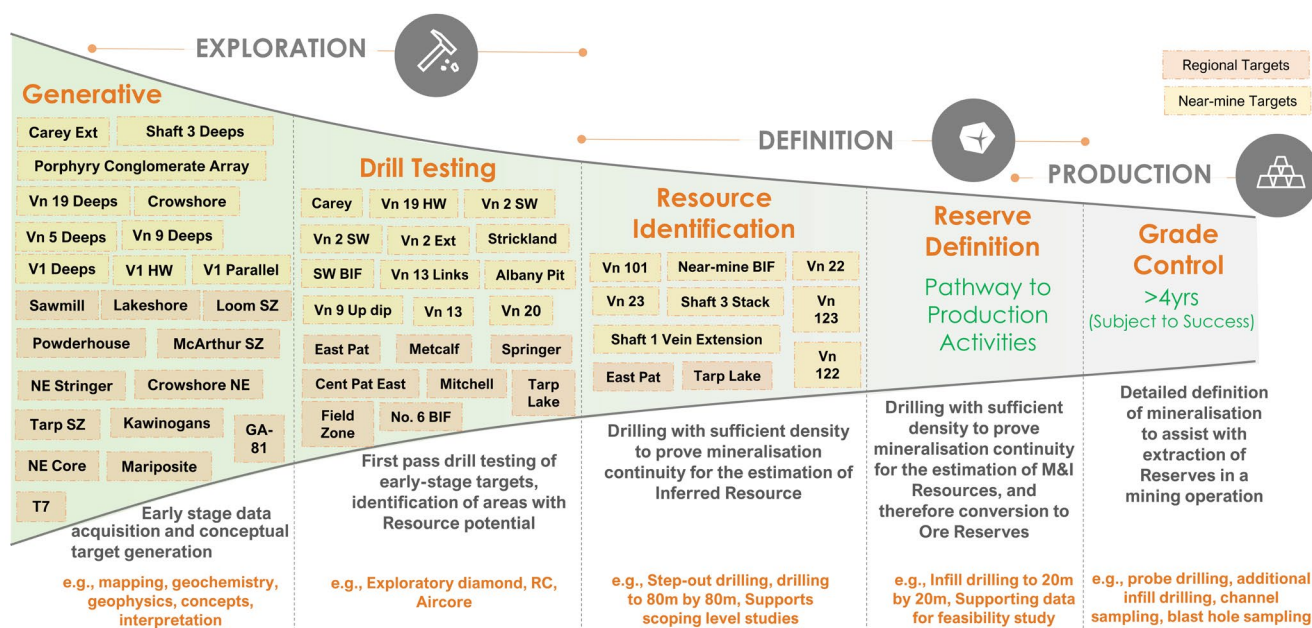 EXPLORATION
Regional Targets
Near-mine Targets
DEFINITION
PRODUCTION
Generative
Carey Ext
Shaft 3 Deeps
Porphyry Conglomerate Array
Vn 19 Deeps
Crowshore
Vn 5 Deeps
Vn 9 Deeps
V1 Deeps
V1 HW
V1 Parallel
Sawmill
Lakeshore
Loom SZ
Powderhouse
McArthur SZ
NE Stringer
Crowshore NE
Tarp SZ
Kawinogans
GA-
81
NE Core
Mariposite
T7
Early stage data
acquisition and conceptual
target generation
e.g., mapping, geochemistry,
geophysics, concepts,
interpretation
Drill Testing
Carey
Vn 19 HW
Vn 2 SW
Vn 2 SW
Vn 2 Ext
Strickland
SW BIF
Vn 13 Links
Albany Pit
Vn 9 Up dip
Vn 13
Vn 20
East Pat
Metcalf
Springer
Cent Pat East
Mitchell
Tarp
Lake
Field
Zone
No. 6 BIF
First pass drill testing of
early-stage targets,
identification of areas with
Resource potential
e.g., Exploratory diamond, RC,
Aircore
Resource
Identification
Vn 101
Near-mine BIF
Vn 22
Vn 23
Shaft 3 Stack
Vn
123
Shaft 1 Vein Extension
Vn
122
East Pat
Tarp Lake
Drilling with sufficient density
to prove mineralisation
continuity for the estimation of
Inferred Resource
e.g., Step-out drilling, drilling
to 80m by 80m, Supports
scoping level studies
Reserve
Definition
Pathway to
Production
Activities
Drilling with sufficient
density to prove
mineralisation continuity
for the estimation of M&I
Resources, and
therefore conversion to
Ore Reserves
e.g., Infill drilling to 20m
by 20m, Supporting data
for feasibility study
Grade
Control
>4yrs
(Subject to Success)
Detailed definition
of mineralisation
to assist with
extraction of
Reserves in a
mining operation
e.g., probe drilling, additional
infill drilling, channel
sampling, blast hole sampling